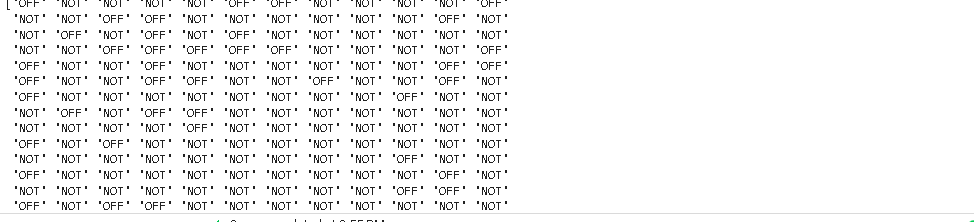 [ "OFF" "NOT" "NOT" "NOT" "NOT" "OFF" "OFF" "NOT" "NOT" "NOT" "NOT" "OFF"
"NOT" "NOT" "OFF" "OFF" "NOT" "NOT" "NOT" "NOT" "NOT" "NOT" "OFF" "NOT"
"NOT" "OFF" "NOT" "OFF" "OFF" "NOT" "NOT" "NOT" "NOT" "NOT" "NOT" "NOT"
"NOT" "NOT" "OFF" "OFF" "OFF" "OFF" "OFF" "NOT" "NOT" "NOT" "NOT" "OFF"
"OFF" "NOT" "NOT" "OFF" "OFF" "NOT" "NOT" "NOT" "NOT" "NOT" "OFF" "OFF"
"OFF" "NOT" "NOT" "OFF" "OFF" "NOT" "NOT" "OFF" "NOT" "NOT" "OFF" "NOT"
"OFF" "NOT" "NOT" "NOT" "NOT" "NOT" "NOT" "NOT" "NOT" "OFF" "NOT" "NOT"
"NOT" "OFF" "NOT" "OFF" "OFF" "NOT" "NOT" "NOT" "NOT" "NOT" "NOT" "NOT"
"NOT" "NOT" "NOT" "NOT" "OFF" "NOT" "NOT" "NOT" "NOT" "NOT" "NOT" "NOT"
"OFF" "NOT" "OFF" "NOT" "NOT" "NOT" "NOT" "NOT" "NOT" "NOT" "OFF" "NOT"
"NOT" "NOT" "NOT" "NOT" "NOT" "NOT" "NOT" "NOT" "NOT" "OFF" "NOT" "NOT"
"OFF" "NOT" "NOT" "NOT" "NOT" "NOT" "NOT" "NOT" "NOT" "NOT" "OFF" "NOT"
"NOT" "NOT" "NOT" "NOT" "NOT" "NOT" "NOT" "NOT" "NOT" "OFF" "OFF" "NOT"
"OFF" "NOT" "OFF" "NOT" "NOT" "NOT" "NOT" "NOT" "NOT" "NOT" "NOT" "NOT"